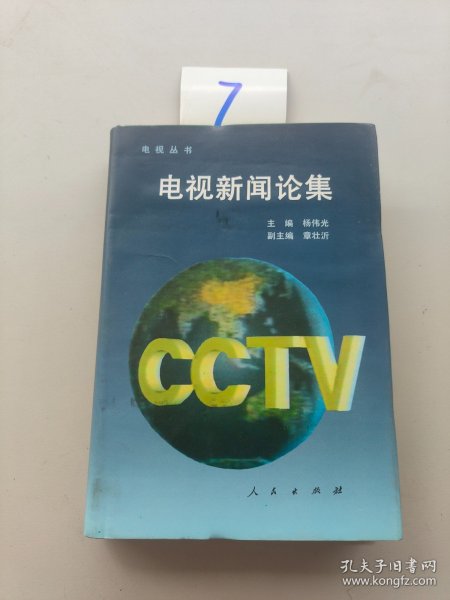 7
电视丛书
电视新闻论集
主编 杨伟光
副主编 章壮沂
CCTV
人民出版社
孔夫子旧书网
www.kongfz.com